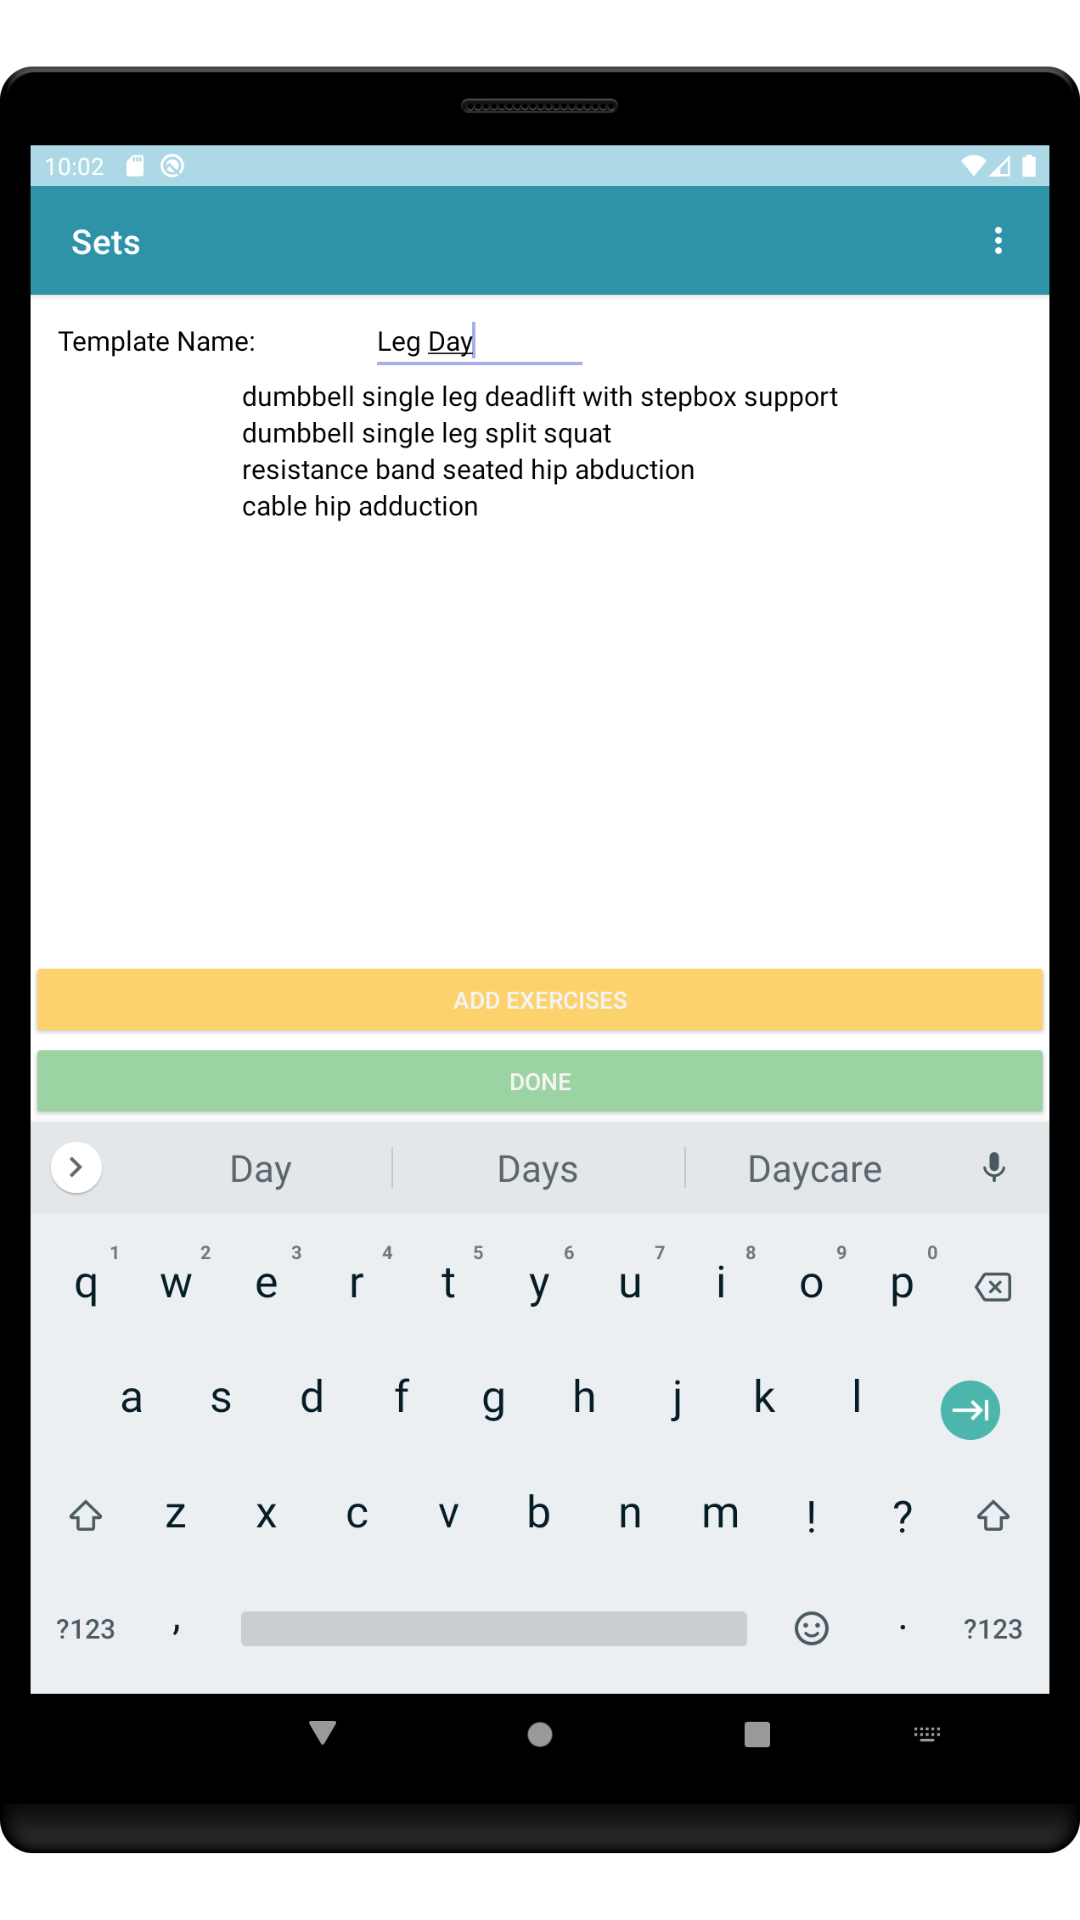 10:02
Sets
Template Name: Leg Day
dumbbell single leg deadlift with stepbox support
dumbbell single leg split squat
resistance band seated hip abduction
cable hip adduction
ADD EXERCISES
DONE
Day Days Daycare
1 2 3 4 5 6 7 8 9 0
q w e r t y u i o p
a s d f g h j k l
z x c v b n m ! ?
?123 , . ?123